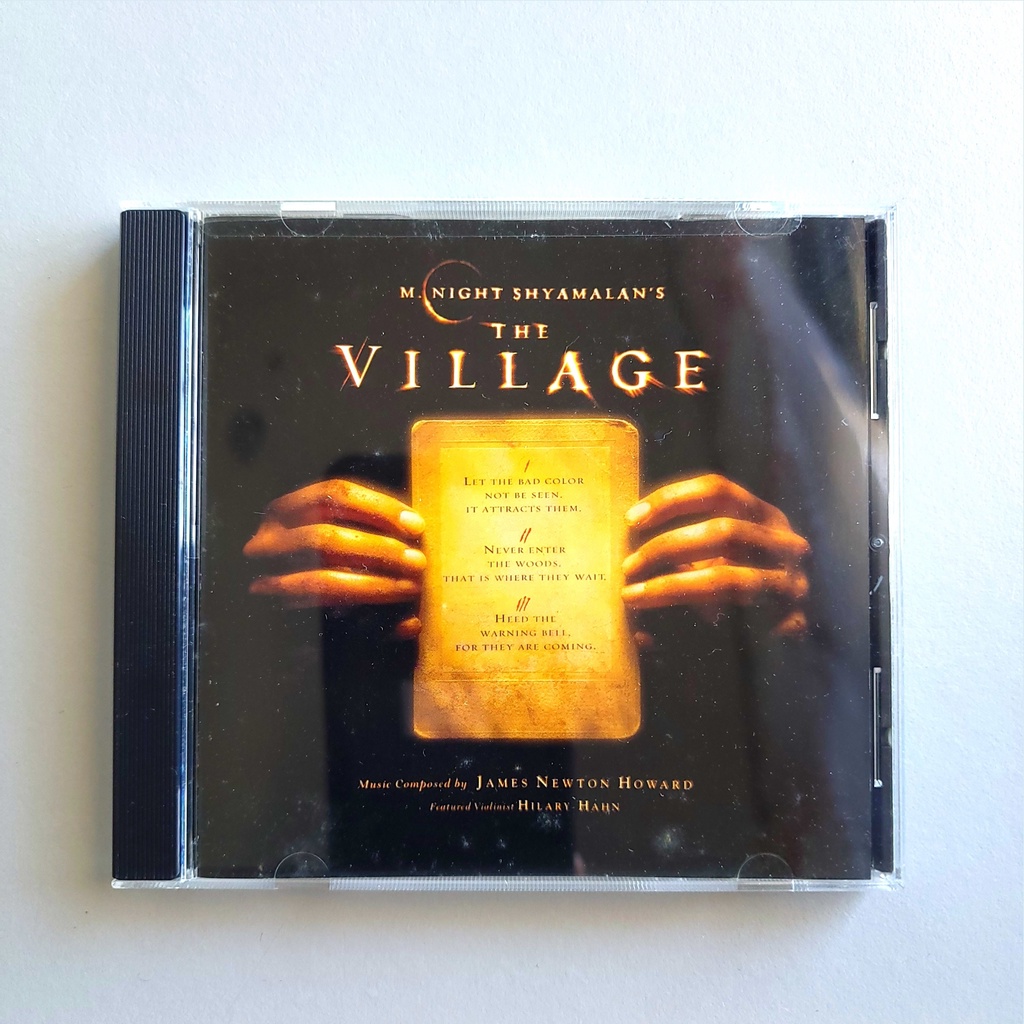 M. NIGHT SHYAMALAN'S
THE
VILLAGE
I
LET THE BAD COLOR
NOT BE SEEN.
IT ATTRACTS THEM.
II
NEVER ENTER
THE WOODS.
THAT IS WHERE THEY WAIT.
III
HEED THE
WARNING BELL,
FOR THEY ARE COMING.
Music Composed by JAMES NEWTON HOWARD
Featured Violinist HILARY HAHN